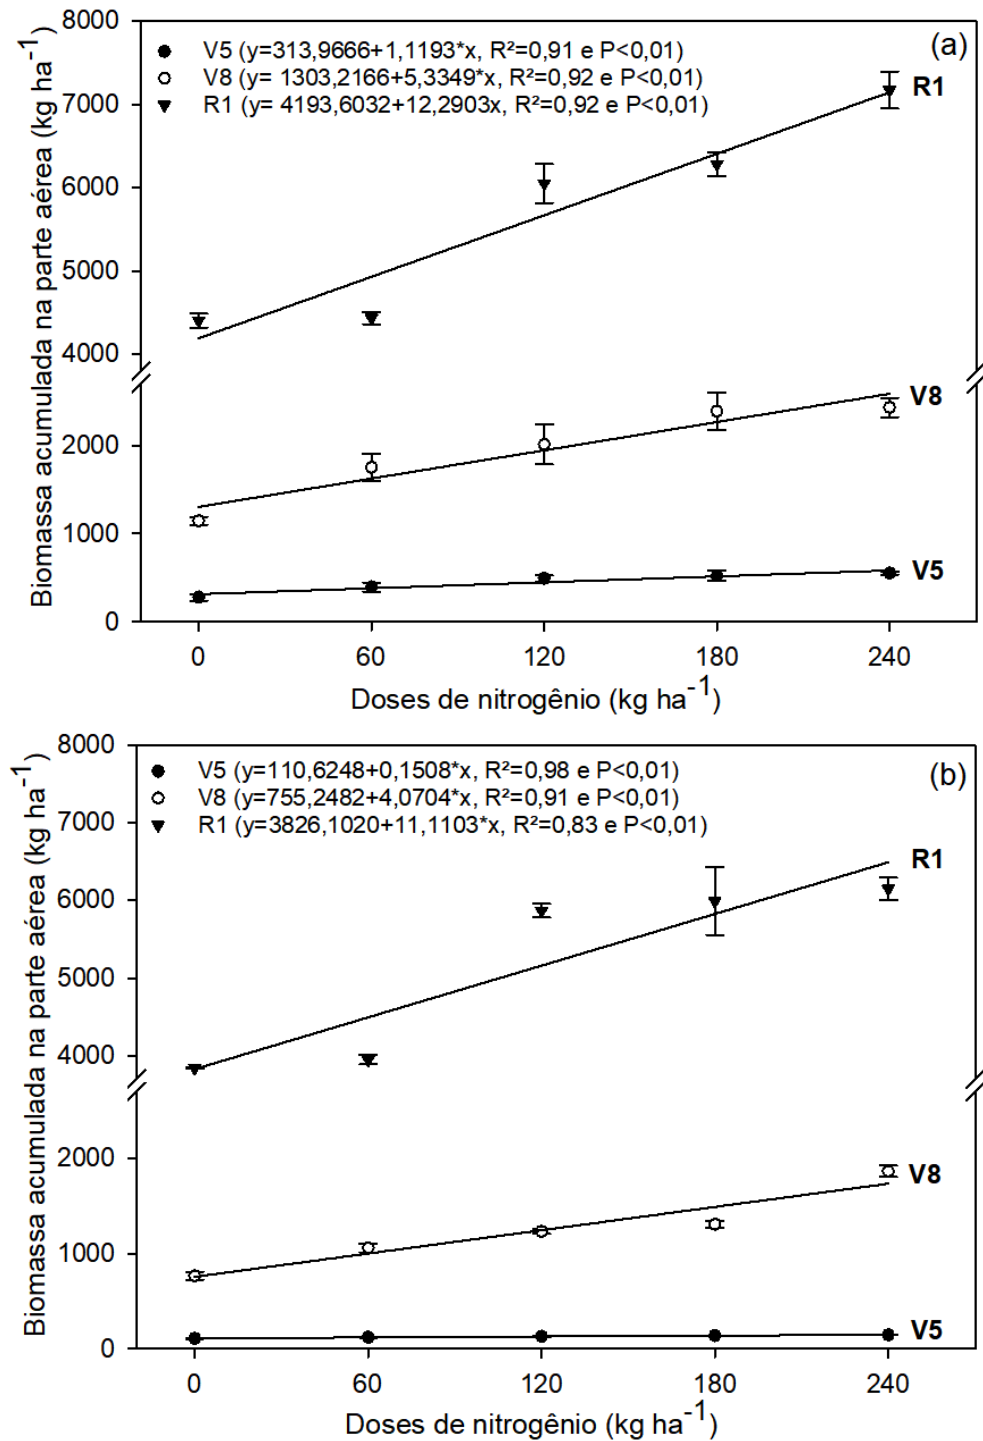 8000
(a)
V5 (y=313,9666+1,1193*x, R²=0,91 e P<0,01)
V8 (y= 1303,2166+5,3349*x, R²=0,92 e P<0,01)
R1 (y= 4193,6032+12,2903x, R²=0,92 e P<0,01)
R1
7000
6000
5000
4000
V8
2000
1000
V5
0
Biomassa acumulada na parte aérea (kg ha⁻¹)
0 60 120 180 240
Doses de nitrogênio (kg ha⁻¹)
8000
(b)
V5 (y=110,6248+0,1508*x, R²=0,98 e P<0,01)
V8 (y=755,2482+4,0704*x, R²=0,91 e P<0,01)
R1 (y=3826,1020+11,1103*x, R²=0,83 e P<0,01)
7000
R1
6000
5000
4000
2000
V8
1000
V5
0
Biomassa acumulada na parte aérea (kg ha⁻¹)
0 60 120 180 240
Doses de nitrogênio (kg ha⁻¹)